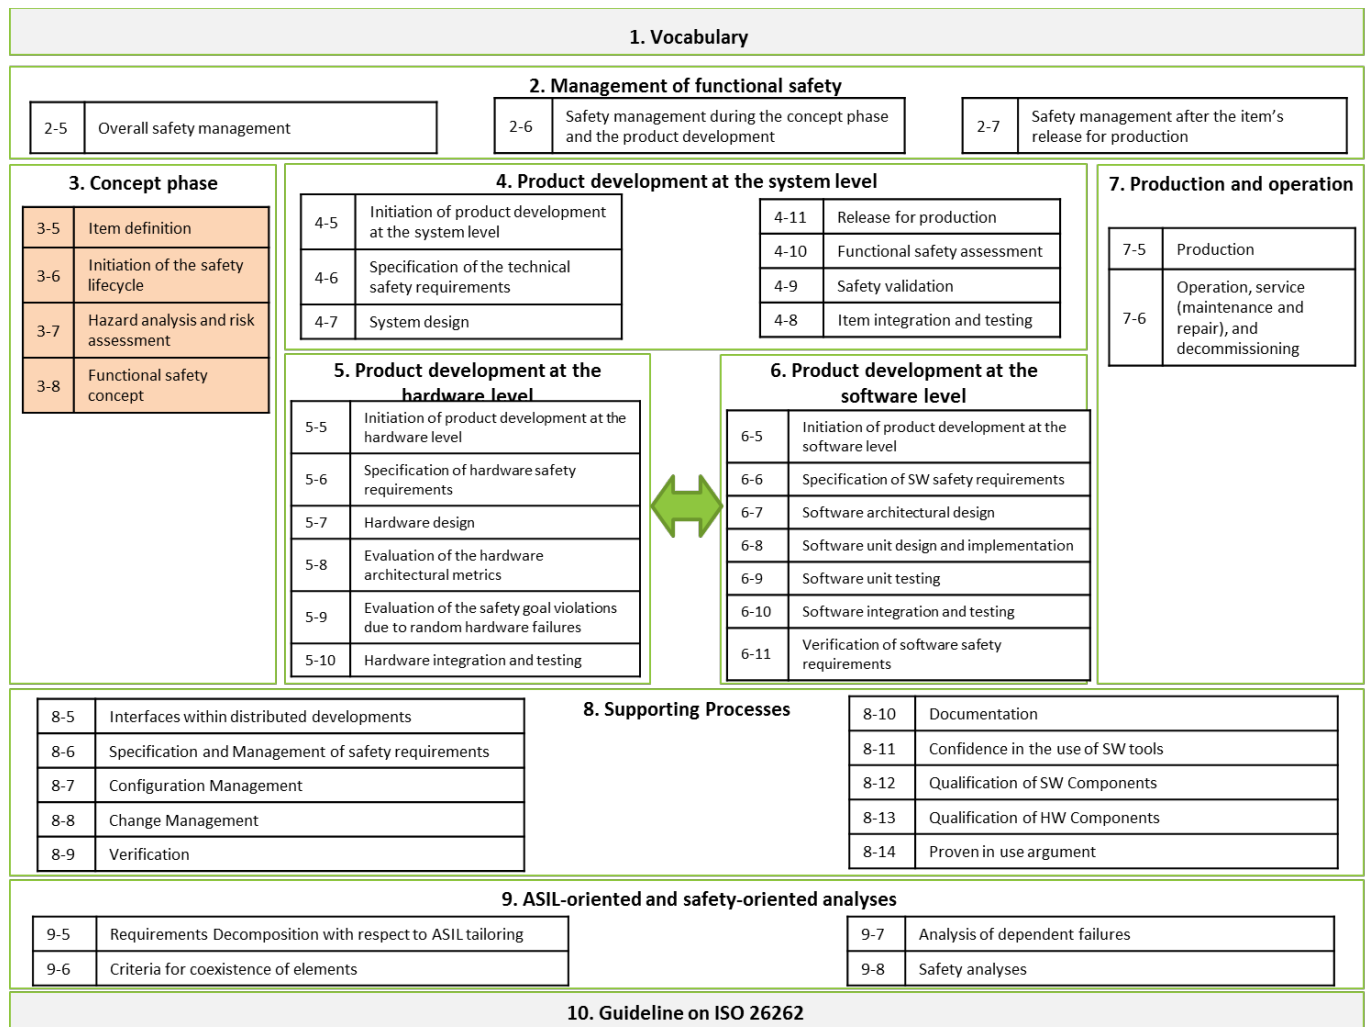 1. Vocabulary
2. Management of functional safety
2-5 Overall safety management
2-6 Safety management during the concept phase
and the product development
2-7 Safety management after the item's
release for production
3. Concept phase
3-5 Item definition
3-6 Initiation of the safety
lifecycle
3-7 Hazard analysis and risk
assessment
3-8 Functional safety
concept
4. Product development at the system level
4-5 Initiation of product development
at the system level
4-6 Specification of the technical
safety requirements
4-7 System design
4-11 Release for production
4-10 Functional safety assessment
4-9 Safety validation
4-8 Item integration and testing
7. Production and operation
7-5 Production
7-6 Operation, service
(maintenance and
repair), and
decommissioning
5. Product development at the
hardware level
5-5 Initiation of product development at the
hardware level
5-6 Specification of hardware safety
requirements
5-7 Hardware design
5-8 Evaluation of the hardware
architectural metrics
5-9 Evaluation of the safety goal violations
due to random hardware failures
5-10 Hardware integration and testing
6. Product development at the
software level
6-5 Initiation of product development at the
software level
6-6 Specification of SW safety requirements
6-7 Software architectural design
6-8 Software unit design and implementation
6-9 Software unit testing
6-10 Software integration and testing
6-11 Verification of software safety
requirements
8. Supporting Processes
8-5 Interfaces within distributed developments
8-6 Specification and Management of safety requirements
8-7 Configuration Management
8-8 Change Management
8-9 Verification
8-10 Documentation
8-11 Confidence in the use of SW tools
8-12 Qualification of SW Components
8-13 Qualification of HW Components
8-14 Proven in use argument
9. ASIL-oriented and safety-oriented analyses
9-5 Requirements Decomposition with respect to ASIL tailoring
9-6 Criteria for coexistence of elements
9-7 Analysis of dependent failures
9-8 Safety analyses
10. Guideline on ISO 26262